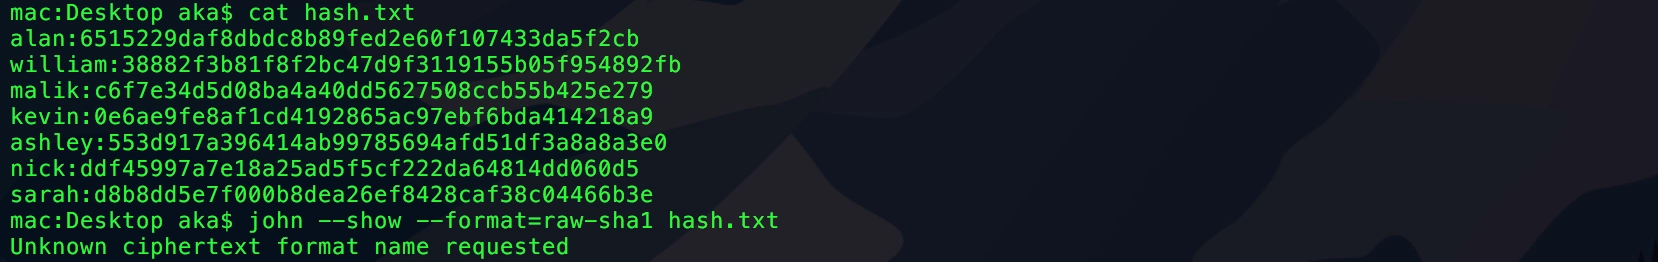 mac:Desktop aka$ cat hash.txt
alan:6515229daf8dbdc8b89fed2e60f107433da5f2cb
william:38882f3b81f8f2bc47d9f3119155b05f954892fb
malik:c6f7e34d5d08ba4a40dd5627508ccb55b425e279
kevin:0e6ae9fe8af1cd4192865ac97ebf6bda414218a9
ashley:553d917a396414ab99785694afd51df3a8a8a3e0
nick:ddf45997a7e18a25ad5f5cf222da64814dd060d5
sarah:d8b8dd5e7f000b8dea26ef8428caf38c04466b3e
mac:Desktop aka$ john --show --format=raw-sha1 hash.txt
Unknown ciphertext format name requested